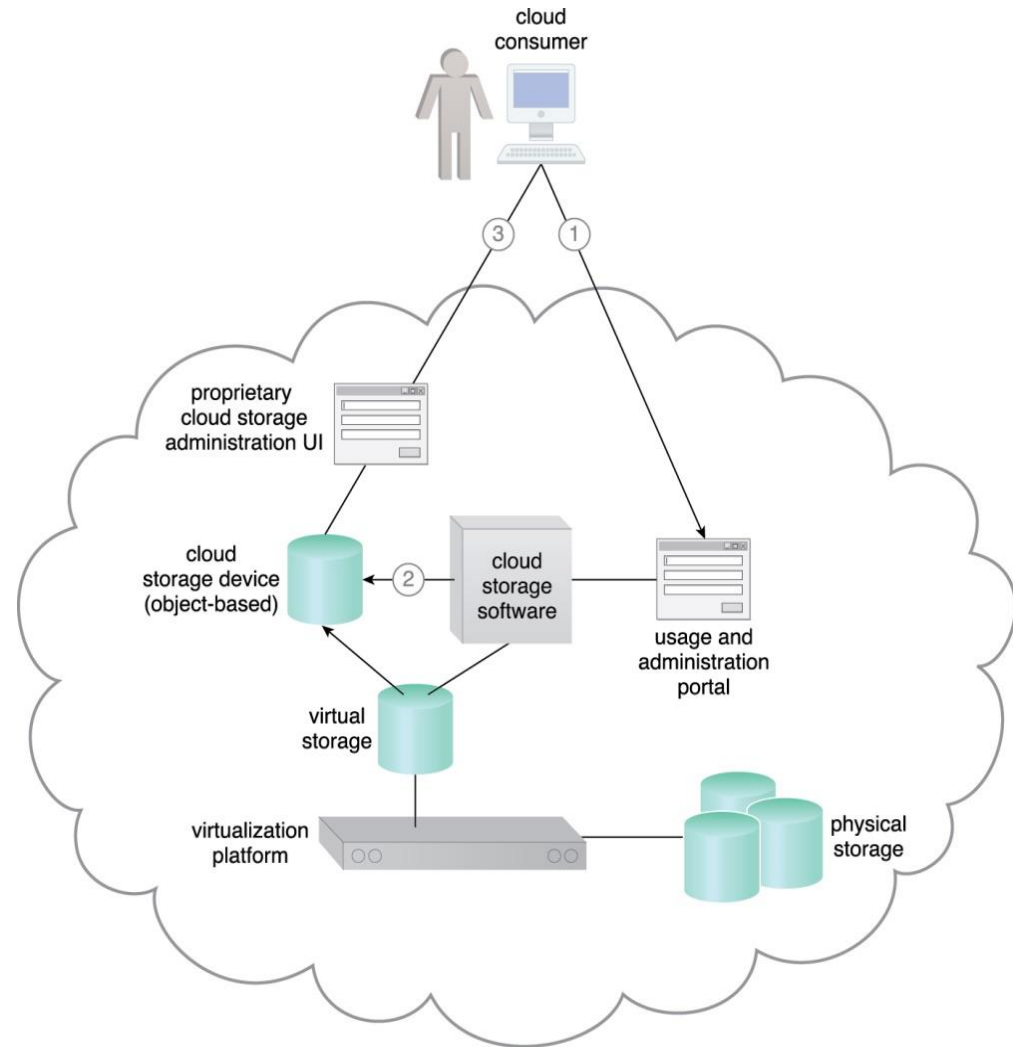 cloud
consumer
3
1
proprietary
cloud storage
administration UI
cloud
storage device
(object-based)
2
cloud
storage
software
usage and
administration
portal
virtual
storage
virtualization
platform
physical
storage